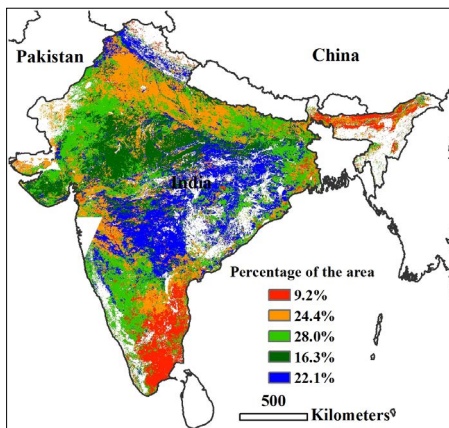 China
Pakistan
India
Percentage of the area
9.2%
24.4%
28.0%
16.3%
22.1%
500
Kilometers